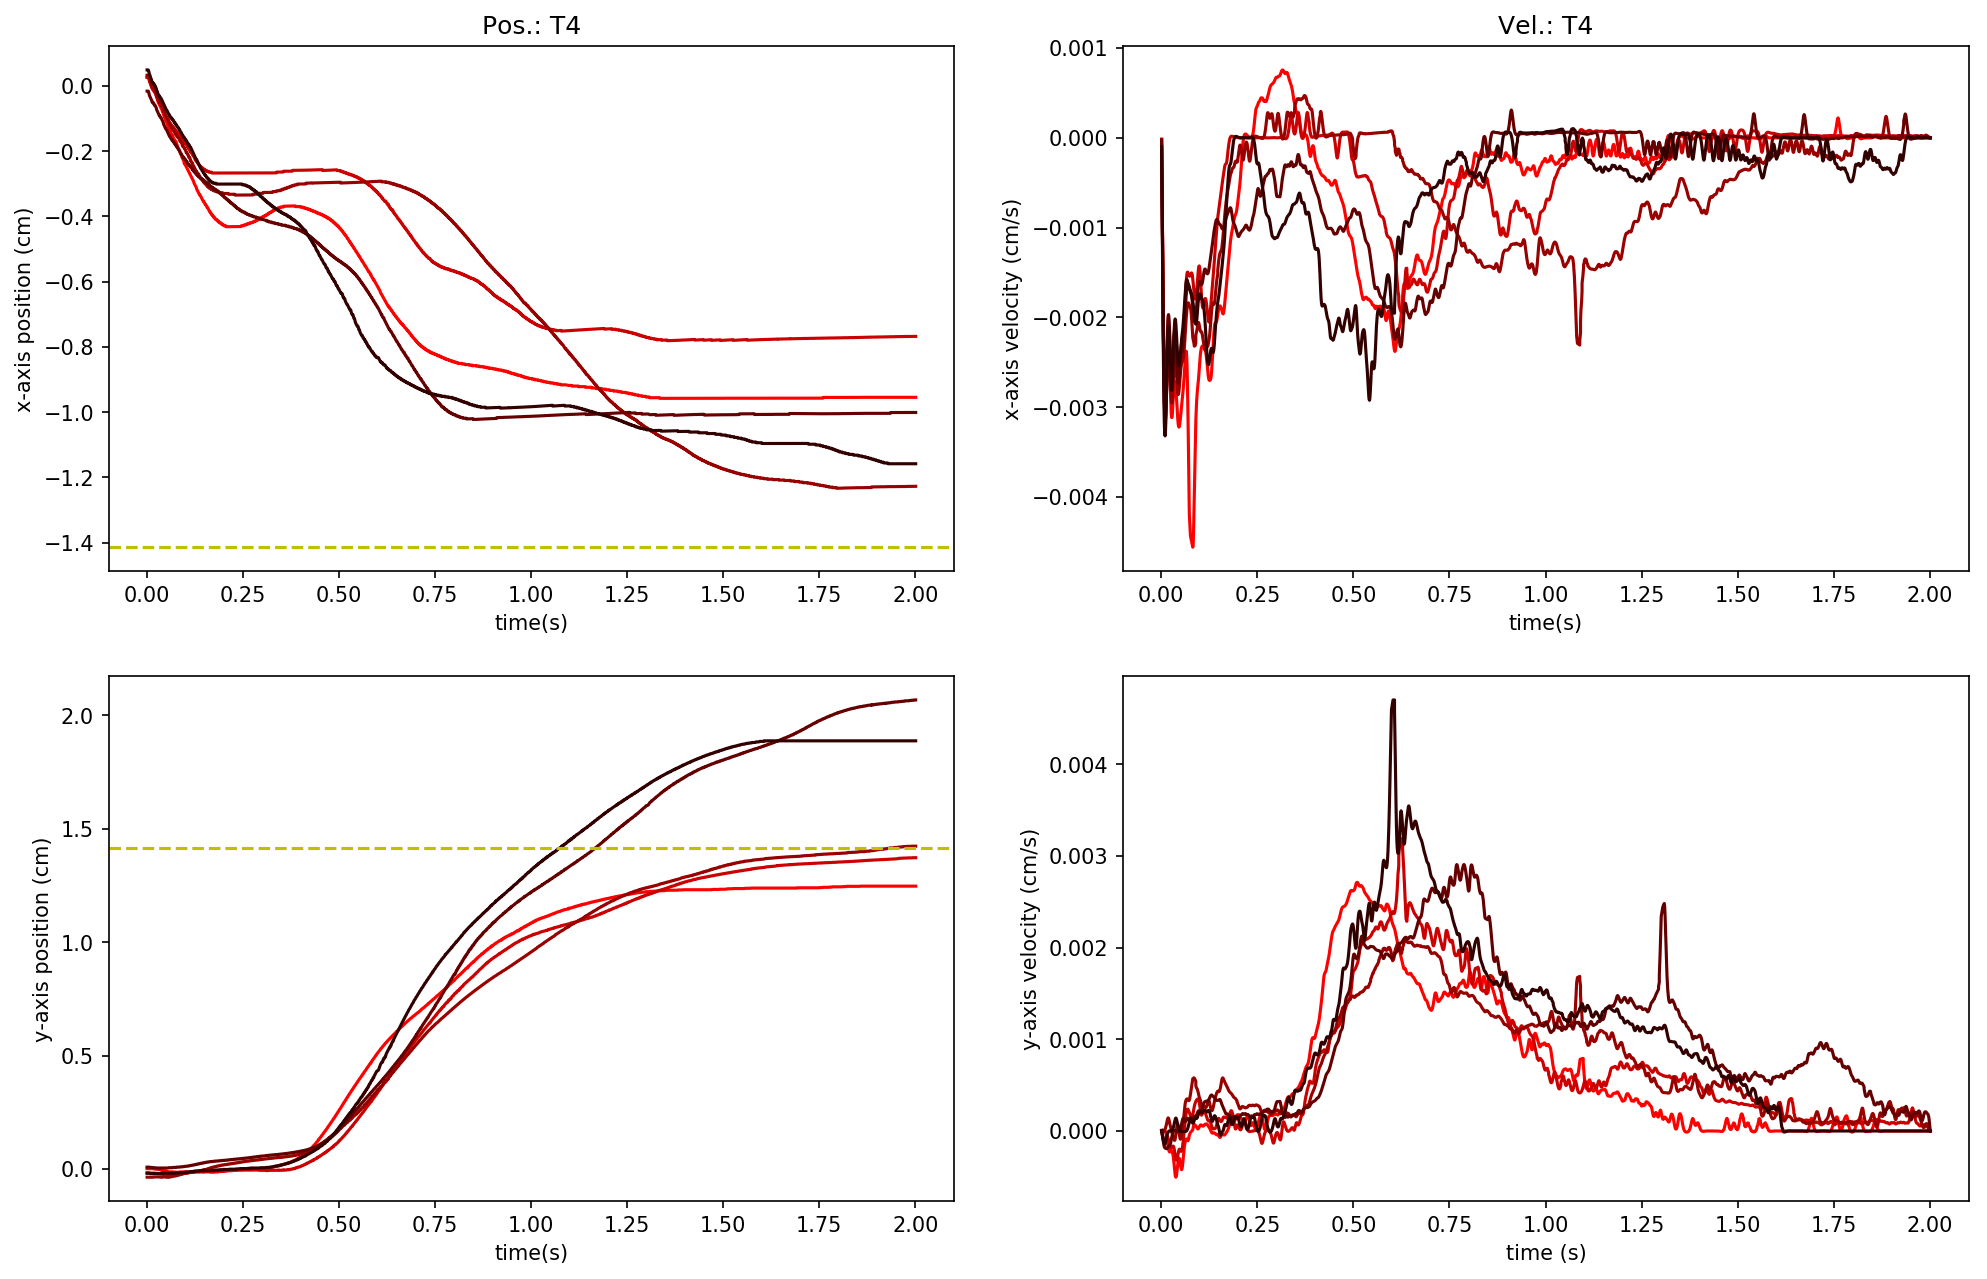 Pos.: T4
Vel.: T4
0.0
−0.2
−0.4
−0.6
−0.8
−1.0
−1.2
−1.4
x-axis position (cm)
0.00 0.25 0.50 0.75 1.00 1.25 1.50 1.75 2.00
time(s)
0.001
0.000
−0.001
−0.002
−0.003
−0.004
x-axis velocity (cm/s)
0.00 0.25 0.50 0.75 1.00 1.25 1.50 1.75 2.00
time(s)
2.0
1.5
1.0
0.5
0.0
y-axis position (cm)
0.00 0.25 0.50 0.75 1.00 1.25 1.50 1.75 2.00
time(s)
0.004
0.003
0.002
0.001
0.000
y-axis velocity (cm/s)
0.00 0.25 0.50 0.75 1.00 1.25 1.50 1.75 2.00
time (s)